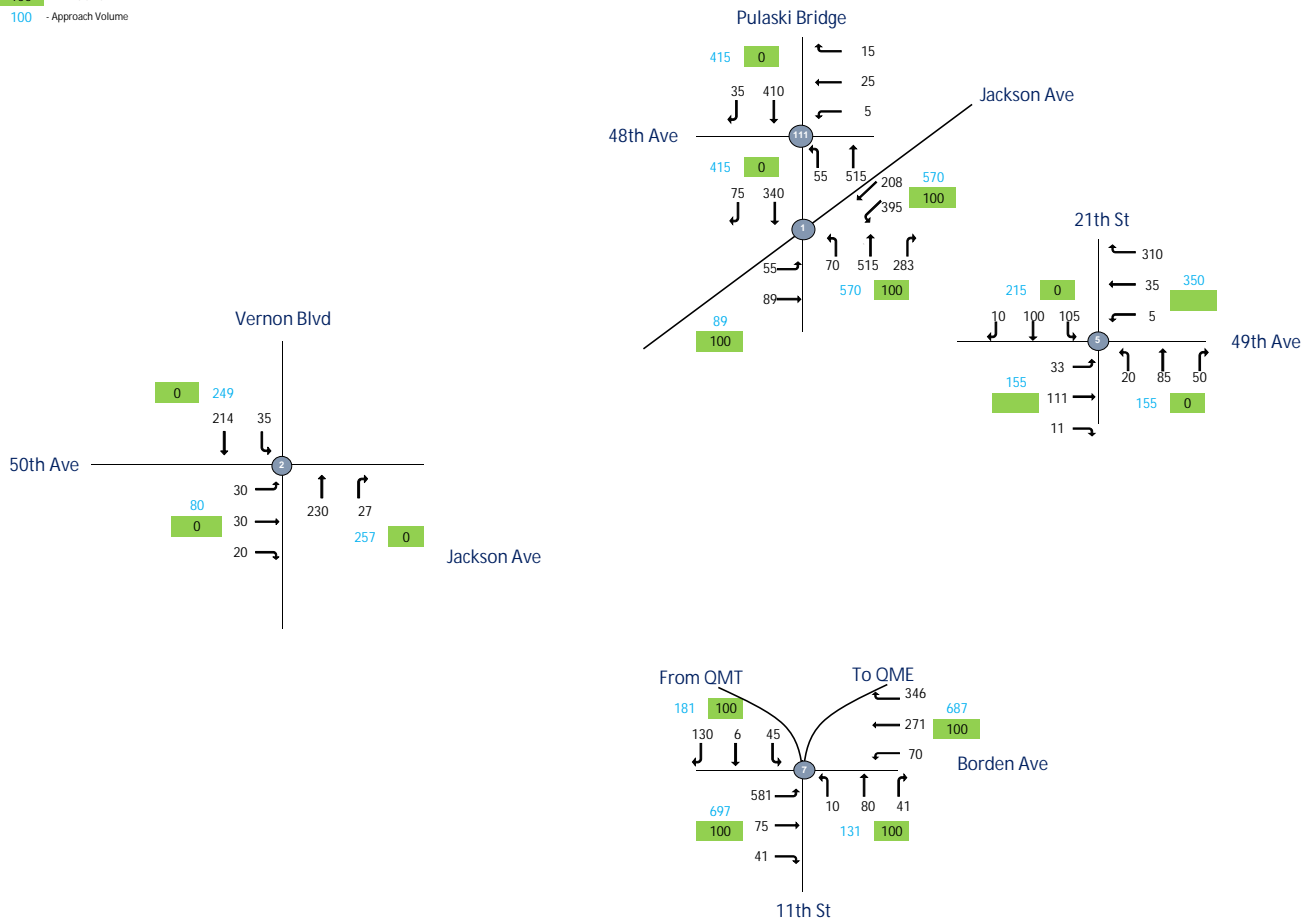 100 - Approach Volume
Pulaski Bridge
415 0
15
25
5
35 410
48th Ave
111
Jackson Ave
55 515
415 0
75 340
208
395
570
100
1
70 515 283
570 100
55
89
89
100
21th St
310
35
5
350
215 0
10 100 105
5
49th Ave
33
111
11
155
20 85 50
155 0
Vernon Blvd
0 249
214 35
50th Ave
2
30
30
20
80
0
230 27
257 0
Jackson Ave
From QMT
To QME
181 100
130 6 45
346
271
70
687
100
Borden Ave
7
581
75
41
697
100
10 80 41
131 100
11th St